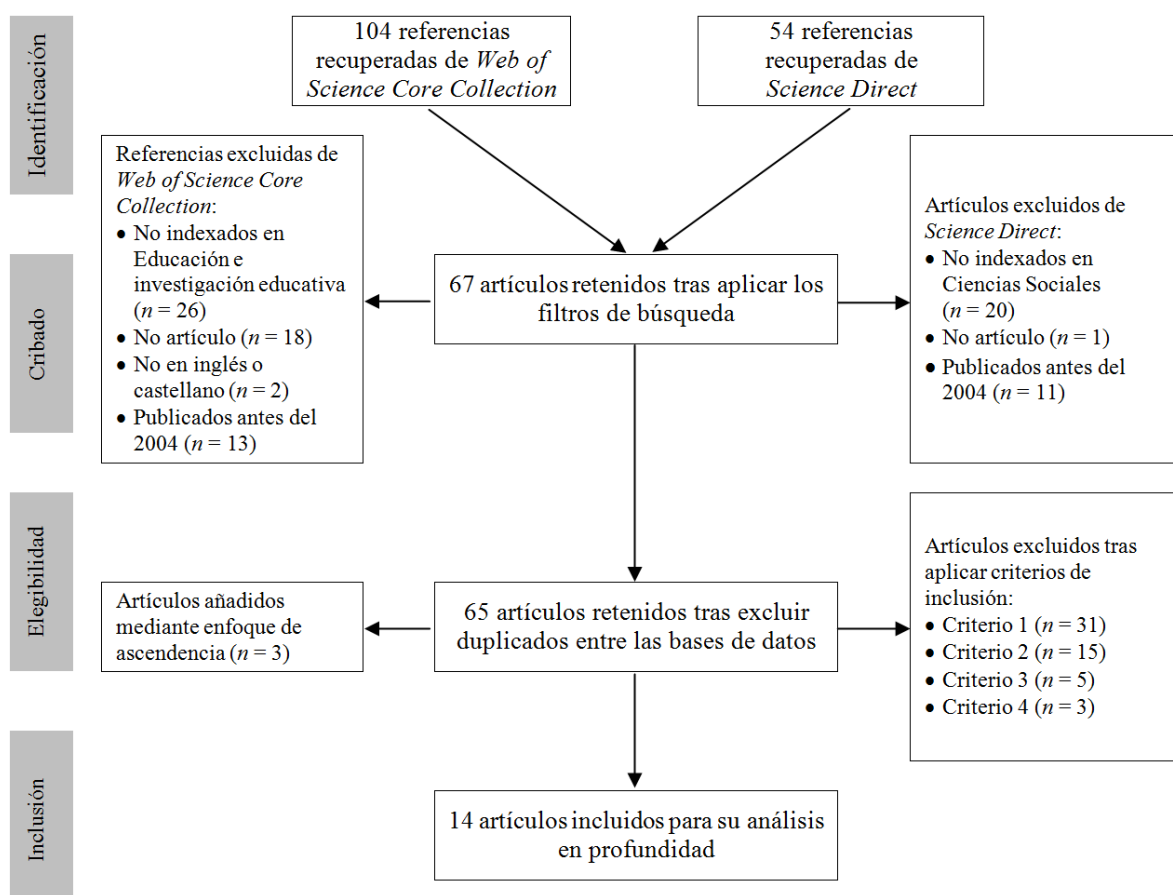 Identificación
104 referencias
recuperadas de Web of
Science Core Collection
54 referencias
recuperadas de
Science Direct
Referencias excluidas de
Web of Science Core
Collection:
• No indexados en
Educación e
investigación educativa
(n = 26)
• No artículo (n = 18)
• No en inglés o
castellano (n = 2)
• Publicados antes del
2004 (n = 13)
Cribado
67 artículos retenidos tras aplicar los
filtros de búsqueda
Artículos excluidos de
Science Direct:
• No indexados en
Ciencias Sociales
(n = 20)
• No artículo (n = 1)
• Publicados antes del
2004 (n = 11)
Elegibilidad
Artículos añadidos
mediante enfoque de
ascendencia (n = 3)
65 artículos retenidos tras excluir
duplicados entre las bases de datos
Artículos excluidos tras
aplicar criterios de
inclusión:
• Criterio 1 (n = 31)
• Criterio 2 (n = 15)
• Criterio 3 (n = 5)
• Criterio 4 (n = 3)
Inclusión
14 artículos incluidos para su análisis
en profundidad